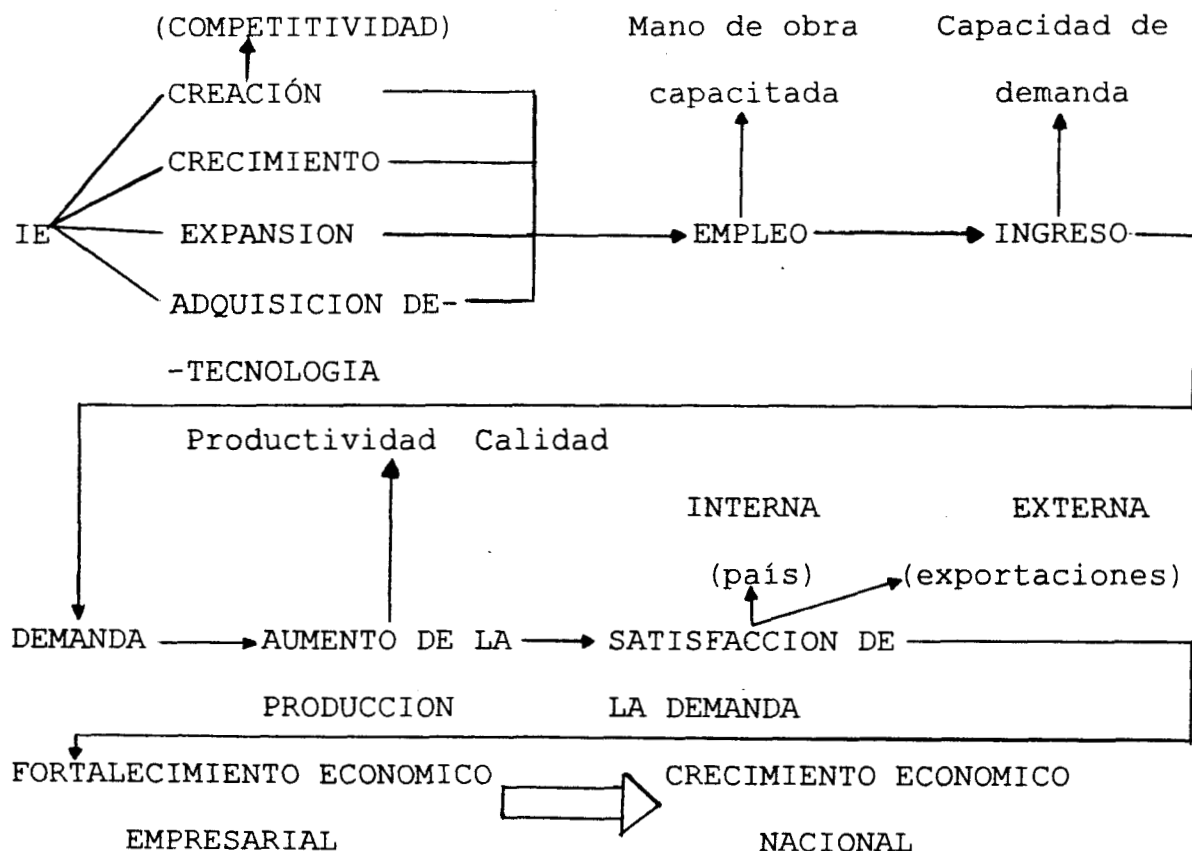 (COMPETITIVIDAD) Mano de obra Capacidad de
CREACIÓN capacitada demanda
CRECIMIENTO
IE EXPANSION EMPLEO INGRESO
ADQUISICION DE-
-TECNOLOGIA
Productividad Calidad
INTERNA EXTERNA
(país) (exportaciones)
DEMANDA AUMENTO DE LA SATISFACCION DE
PRODUCCION LA DEMANDA
FORTALECIMIENTO ECONOMICO CRECIMIENTO ECONOMICO
EMPRESARIAL NACIONAL